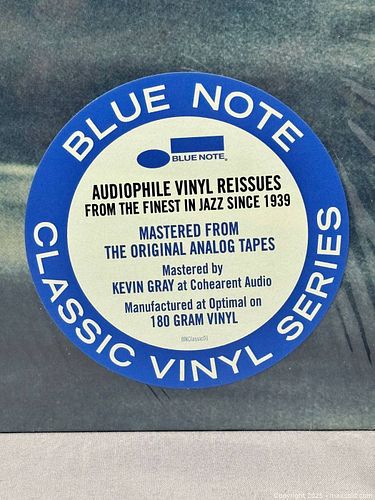 BLUE NOTE
BLUE NOTE®
AUDIOPHILE VINYL REISSUES
FROM THE FINEST IN JAZZ SINCE 1939
MASTERED FROM
THE ORIGINAL ANALOG TAPES
Mastered by
KEVIN GRAY at Cohearent Audio
Manufactured at Optimal on
180 GRAM VINYL
CLASSIC VINYL SERIES